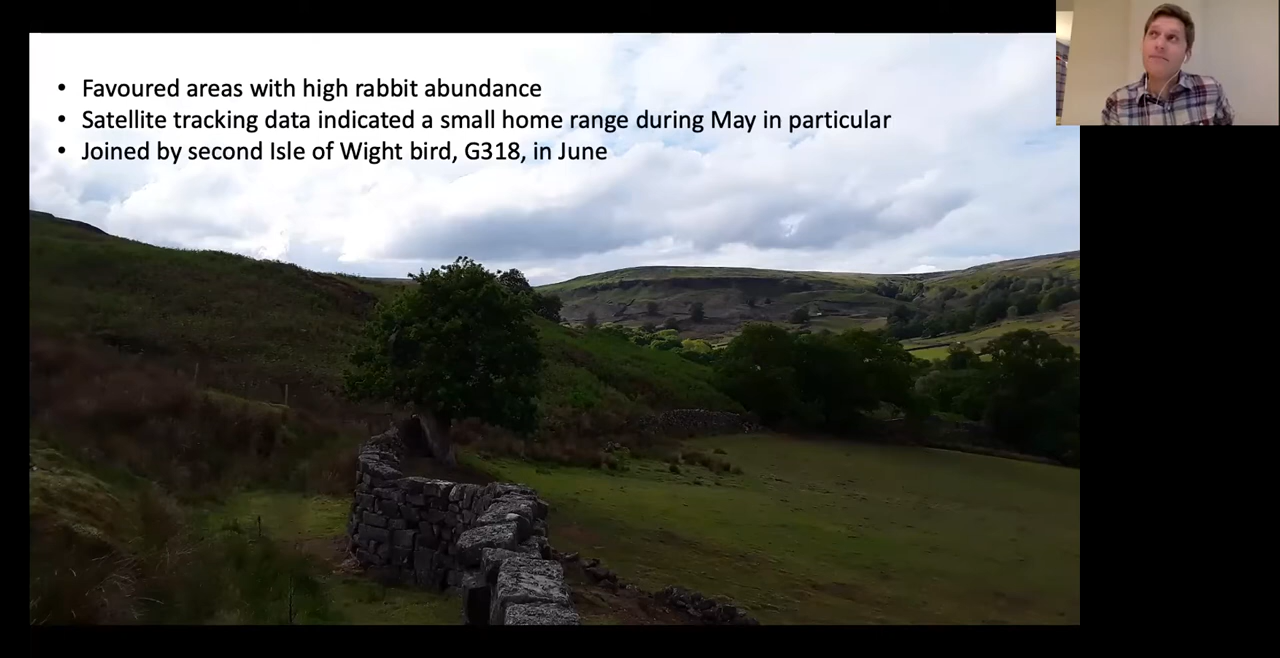 • Favoured areas with high rabbit abundance
• Satellite tracking data indicated a small home range during May in particular
• Joined by second Isle of Wight bird, G318, in June